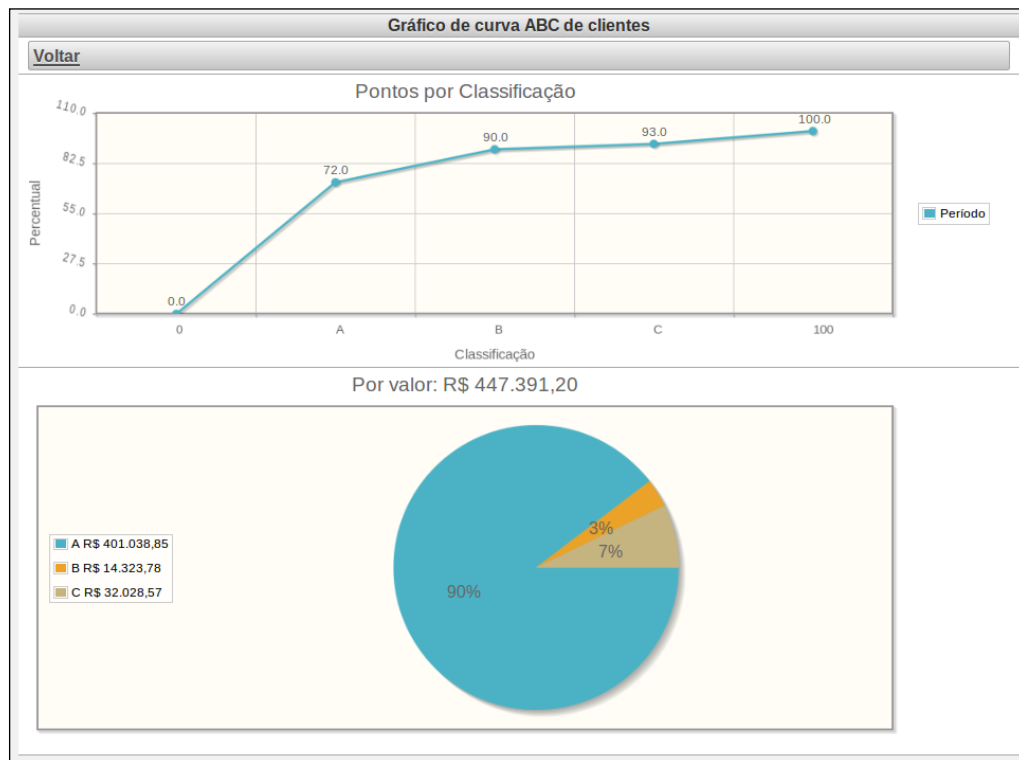 Gráfico de curva ABC de clientes
Voltar
Pontos por Classificação
110.0
82.5
55.0
27.5
0.0
Percentual
0.0
72.0
90.0
93.0
100.0
0 A B C 100
Classificação
Período
Por valor: R$ 447.391,20
A R$ 401.038,85
B R$ 14.323,78
C R$ 32.028,57
3%
7%
90%